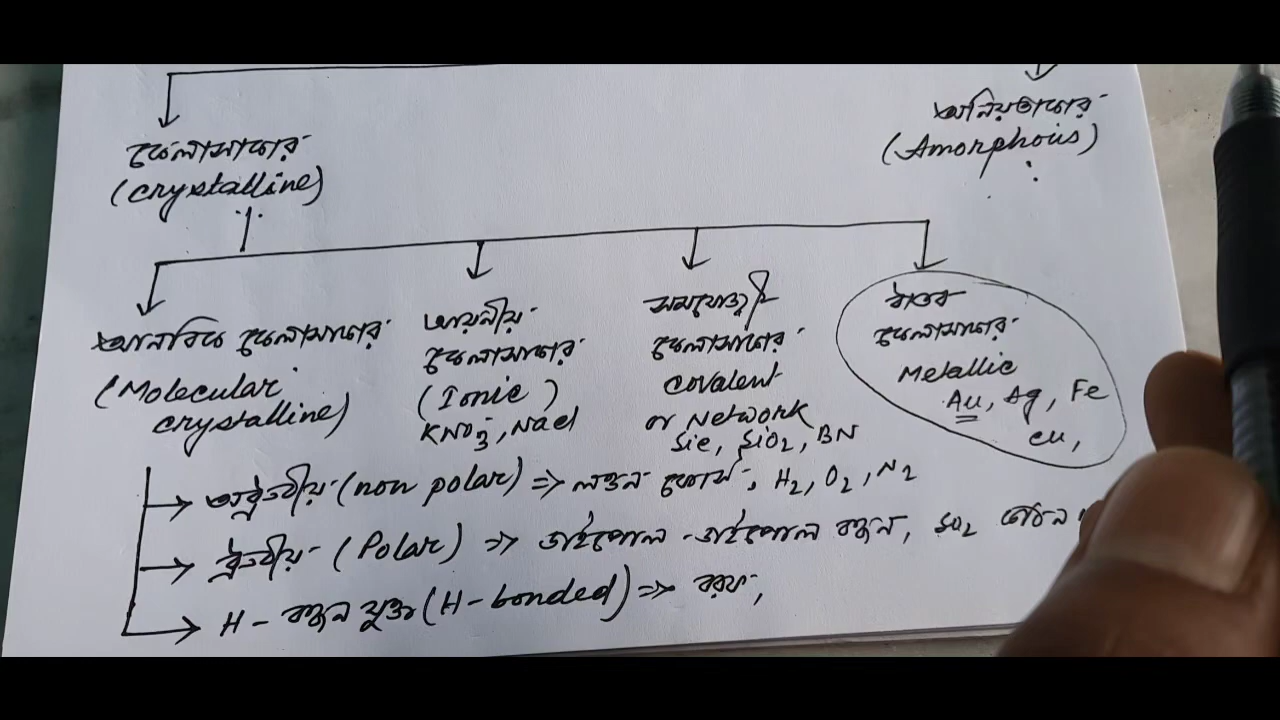 কেলাসাকার
(crystalline)
অনিয়তাকার
(Amorphous)
আনবিক কেলাসাকার
(Molecular
crystalline)
আয়নীয়
কেলাসাকার
(Ionic)
KNO3, NaCl
সমযোজী
কেলাসাকার
Covalent
or Network
SiC, SiO2, BN
ধাতব
কেলাসাকার
Metallic
Au, Ag, Fe
Cu,
অধ্রুবীয় (non polar) ⇒ লন্ডন ফোর্স, H2, O2, N2
ধ্রুবীয় (Polar) ⇒ ডাইপোল-ডাইপোল বন্ধন, SO2
H- বন্ধন যুক্ত (H-bonded) ⇒ বরফ,